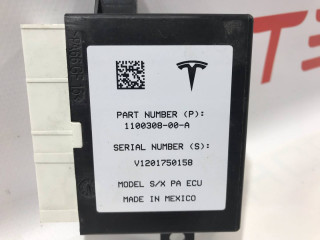 PART NUMBER (P):
1100308-00-A
SERIAL NUMBER (S):
V1201750158
MODEL S/X PA ECU
MADE IN MEXICO